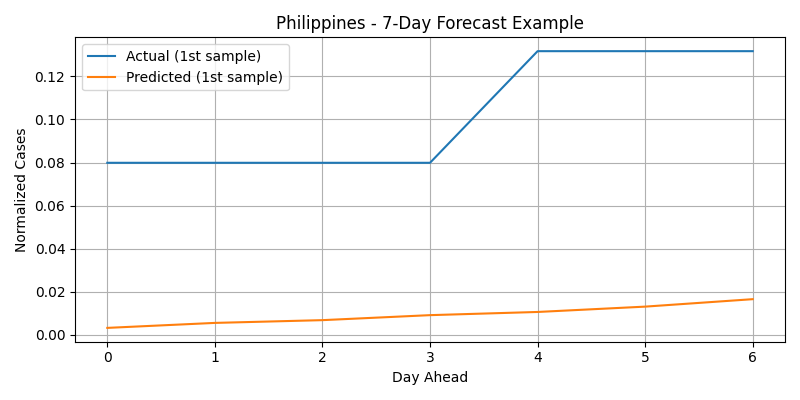 Philippines - 7-Day Forecast Example
Actual (1st sample)
Predicted (1st sample)
Normalized Cases
0.12
0.10
0.08
0.06
0.04
0.02
0.00
0 1 2 3 4 5 6
Day Ahead